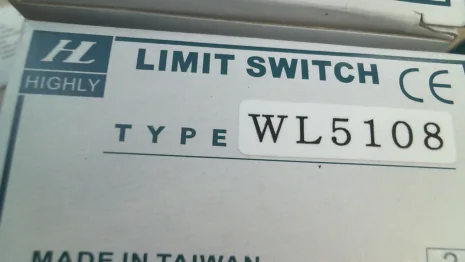 HL
HIGHLY
LIMIT SWITCH CE
TYPE WL5108
MADE IN TAIWAN